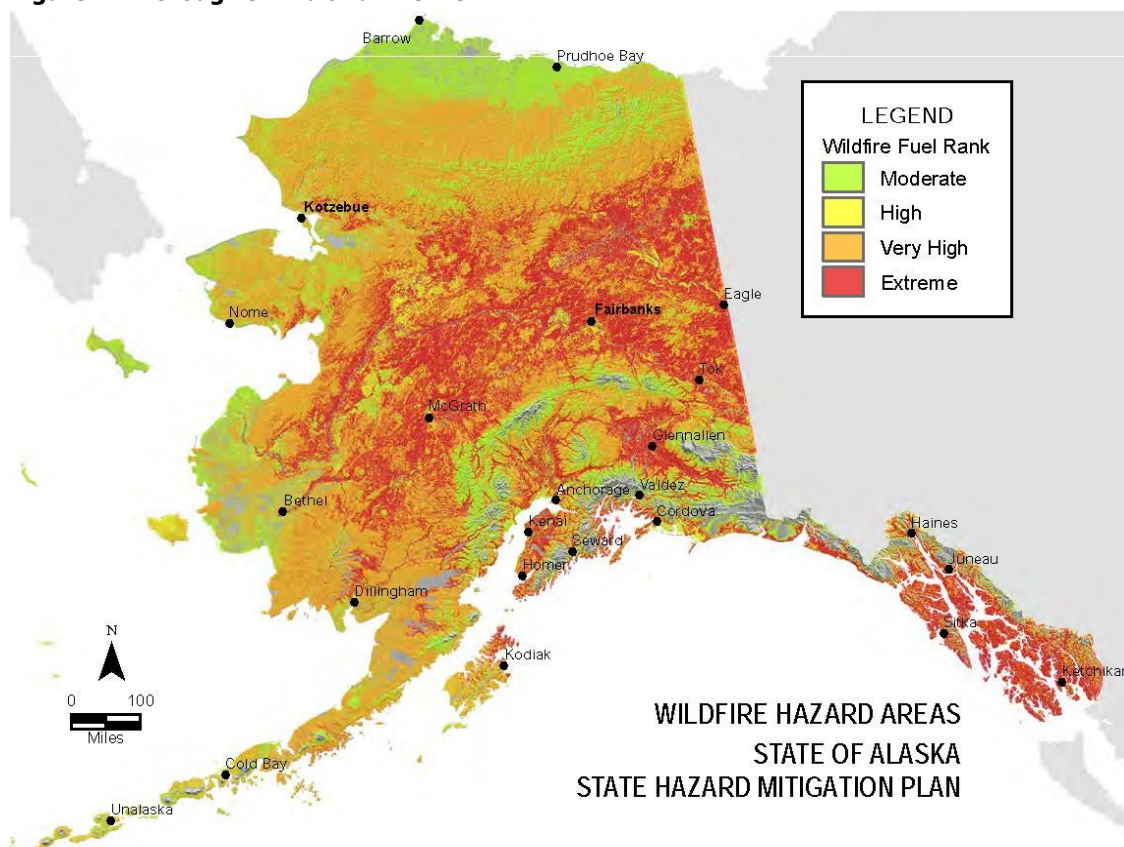 Barrow
Prudhoe Bay
LEGEND
Wildfire Fuel Rank
Moderate
High
Very High
Extreme
Kotzebue
Nome
Fairbanks
Eagle
Tok
McGrath
Glennallen
Bethel
Anchorage
Valdez
Cordova
Kenai
Seward
Homer
Haines
Juneau
Dillingham
Sitka
Kodiak
Ketchikan
N
0 100
Miles
WILDFIRE HAZARD AREAS
STATE OF ALASKA
STATE HAZARD MITIGATION PLAN
Cold Bay
Unalaska